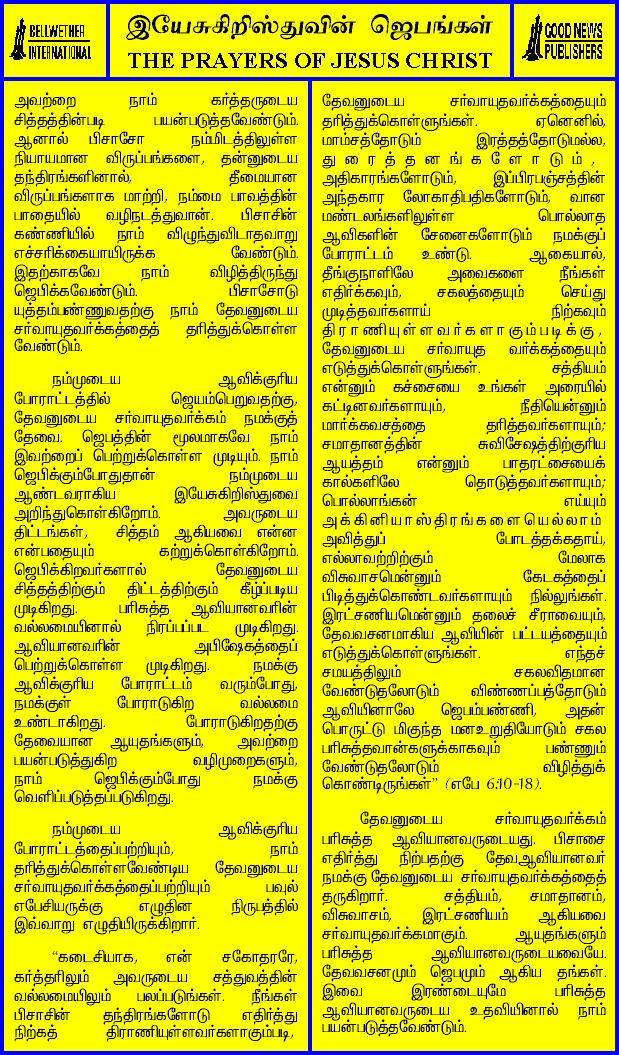 BELLWETHER
INTERNATIONAL
இயேசுகிறிஸ்துவின் ஜெபங்கள்
THE PRAYERS OF JESUS CHRIST
GOOD NEWS
PUBLISHERS
அவற்றை நாம் கர்த்தருடைய
சித்தத்தின்படி பயன்படுத்தவேண்டும்.
ஆனால் பிசாசோ நம்மிடத்திலுள்ள
நியாயமான விருப்பங்களை, தன்னுடைய
தந்திரங்களினால், தீமையான
விருப்பங்களாக மாற்றி, நம்மை பாவத்தின்
பாதையில் வழிநடத்துவான். பிசாசின்
கண்ணியில் நாம் விழுந்துவிடாதவாறு
எச்சரிக்கையாயிருக்க வேண்டும்.
இதற்காகவே நாம் விழித்திருந்து
ஜெபிக்கவேண்டும். பிசாசோடு
யுத்தம்பண்ணுவதற்கு நாம் தேவனுடைய
சர்வாயுதவர்க்கத்தைத் தரித்துக்கொள்ள
வேண்டும்.
நம்முடைய ஆவிக்குரிய
போராட்டத்தில் ஜெயம்பெறுவதற்கு,
தேவனுடைய சர்வாயுதவர்க்கம் நமக்குத்
தேவை. ஜெபத்தின் மூலமாகவே நாம்
இவற்றைப் பெற்றுக்கொள்ள முடியும். நாம்
ஜெபிக்கும்போதுதான் நம்முடைய
ஆண்டவராகிய இயேசுகிறிஸ்துவை
அறிந்துகொள்கிறோம். அவருடைய
திட்டங்கள், சித்தம் ஆகியவை என்ன
என்பதையும் கற்றுக்கொள்கிறோம்.
ஜெபிக்கிறவர்களால் தேவனுடைய
சித்தத்திற்கும் திட்டத்திற்கும் கீழ்ப்படிய
முடிகிறது. பரிசுத்த ஆவியானவரின்
வல்லமையினால் நிரப்பப்பட முடிகிறது.
ஆவியானவரின் அபிஷேகத்தைப்
பெற்றுக்கொள்ள முடிகிறது. நமக்கு
ஆவிக்குரிய போராட்டம் வரும்போது,
நமக்குள் போராடுகிற வல்லமை
உண்டாகிறது. போராடுகிறதற்கு
தேவையான ஆயுதங்களும், அவற்றை
பயன்படுத்துகிற வழிமுறைகளும்,
நாம் ஜெபிக்கும்போது நமக்கு
வெளிப்படுத்தப்படுகிறது.
நம்முடைய ஆவிக்குரிய
போராட்டத்தைப்பற்றியும், நாம்
தரித்துக்கொள்ளவேண்டிய தேவனுடைய
சர்வாயுதவர்க்கத்தைப்பற்றியும் பவுல்
எபேசியருக்கு எழுதின நிருபத்தில்
இவ்வாறு எழுதியிருக்கிறார்.
“கடைசியாக, என் சகோதரரே,
கர்த்தரிலும் அவருடைய சத்துவத்தின்
வல்லமையிலும் பலப்படுங்கள். நீங்கள்
பிசாசின் தந்திரங்களோடு எதிர்த்து
நிற்கத் திராணியுள்ளவர்களாகும்படி,
தேவனுடைய சர்வாயுதவர்க்கத்தையும்
தரித்துக்கொள்ளுங்கள். ஏனெனில்,
மாம்சத்தோடும் இரத்தத்தோடுமல்ல,
துரைத்தனங்களோடும்,
அதிகாரங்களோடும், இப்பிரபஞ்சத்தின்
அந்தகார லோகாதிபதிகளோடும், வான
மண்டலங்களிலுள்ள பொல்லாத
ஆவிகளின் சேனைகளோடும் நமக்குப்
போராட்டம் உண்டு. ஆகையால்,
தீங்குநாளிலே அவைகளை நீங்கள்
எதிர்க்கவும், சகலத்தையும் செய்து
முடித்தவர்களாய் நிற்கவும்
திராணியுள்ளவர்களாகும்படிக்கு,
தேவனுடைய சர்வாயுத வர்க்கத்தையும்
எடுத்துக்கொள்ளுங்கள். சத்தியம்
என்னும் கச்சையை உங்கள் அரையில்
கட்டினவர்களாயும், நீதியென்னும்
மார்க்கவசத்தை தரித்தவர்களாயும்;
சமாதானத்தின் சுவிசேஷத்திற்குரிய
ஆயத்தம் என்னும் பாதரட்சையைக்
கால்களிலே தொடுத்தவர்களாயும்;
பொல்லாங்கன் எய்யும்
அக்கினியாஸ்திரங்களையெல்லாம்
அவித்துப் போடத்தக்கதாய்,
எல்லாவற்றிற்கும் மேலாக
விசுவாசமென்னும் கேடகத்தைப்
பிடித்துக்கொண்டவர்களாயும் நில்லுங்கள்.
இரட்சணியமென்னும் தலைச் சீராவையும்,
தேவவசனமாகிய ஆவியின் பட்டயத்தையும்
எடுத்துக்கொள்ளுங்கள். எந்தச்
சமயத்திலும் சகலவிதமான
வேண்டுதலோடும் விண்ணப்பத்தோடும்
ஆவியினாலே ஜெபம்பண்ணி, அதன்
பொருட்டு மிகுந்த மனஉறுதியோடும் சகல
பரிசுத்தவான்களுக்காகவும் பண்ணும்
வேண்டுதலோடும் விழித்துக்
கொண்டிருங்கள்” (எபே 6:10-18).
தேவனுடைய சர்வாயுதவர்க்கம்
பரிசுத்த ஆவியானவருடையது. பிசாசை
எதிர்த்து நிற்பதற்கு தேவஆவியானவர்
நமக்கு தேவனுடைய சர்வாயுதவர்க்கத்தைத்
தருகிறார். சத்தியம், சமாதானம்,
விசுவாசம், இரட்சணியம் ஆகியவை
சர்வாயுதவர்க்கமாகும். ஆயுதங்களும்
பரிசுத்த ஆவியானவருடையவையே.
தேவவசனமும் ஜெபமும் ஆகிய தங்கள்.
இவை இரண்டையுமே பரிசுத்த
ஆவியானவருடைய உதவியினால் நாம்
பயன்படுத்தவேண்டும்.